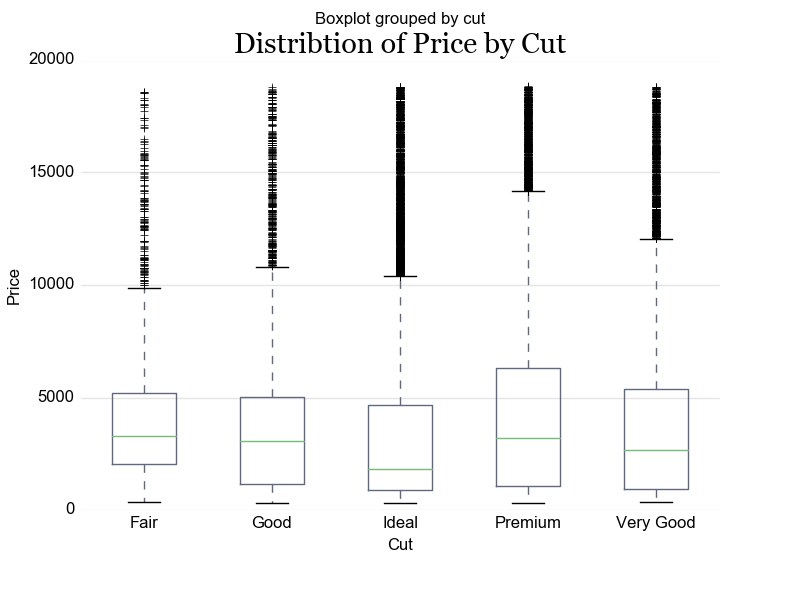 Boxplot grouped by cut
Distribtion of Price by Cut
20000
15000
10000
5000
0
Price
Fair Good Ideal Premium Very Good
Cut